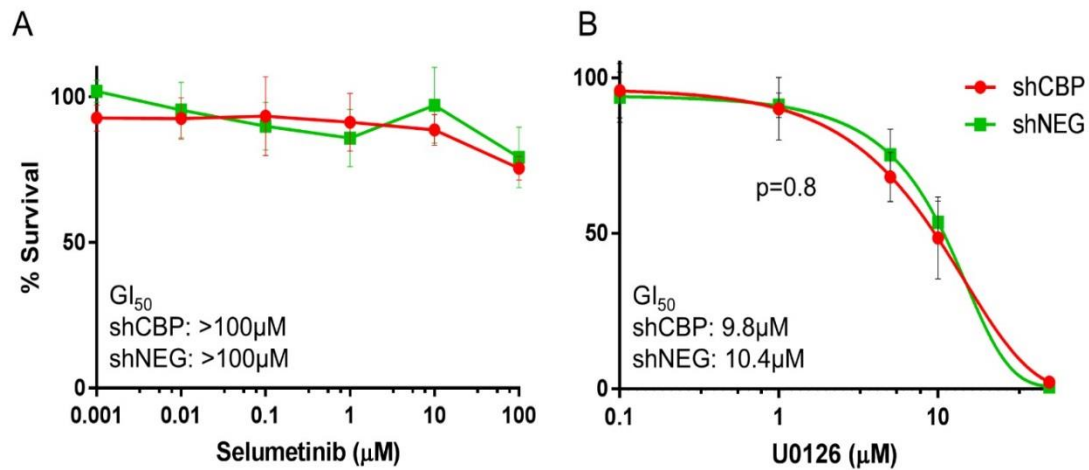 A
% Survival
100
50
0
GI50
shCBP: >100µM
shNEG: >100µM
0.001 0.01 0.1 1 10 100
Selumetinib (µM)
B
100
50
0
p=0.8
shCBP
shNEG
GI50
shCBP: 9.8µM
shNEG: 10.4µM
0.1 1 10
U0126 (µM)